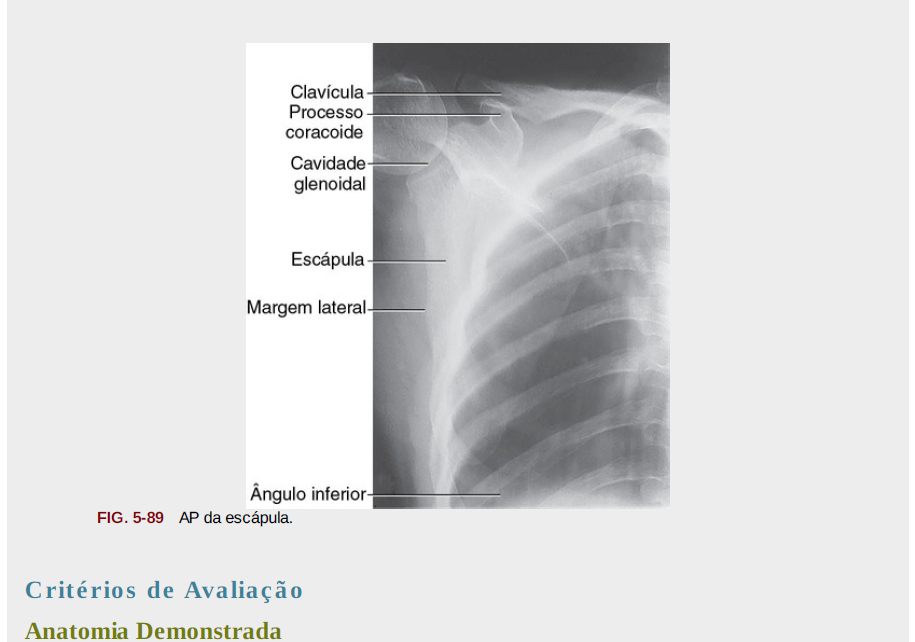 Clavícula
Processo
coracoide
Cavidade
glenoidal
Escápula
Margem lateral
Ângulo inferior
FIG. 5-89 AP da escápula.
Critérios de Avaliação
Anatomia Demonstrada